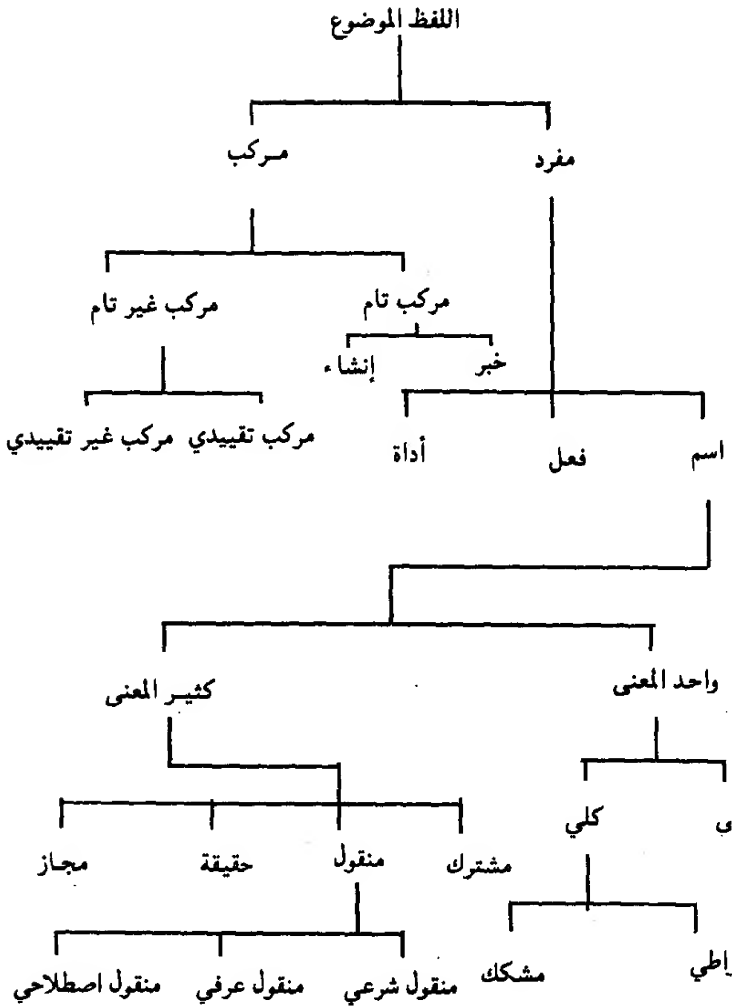 اللفظ الموضوع
مفرد مركب
مركب تام مركب غير تام
خبر إنشاء
مركب تقييدي مركب غير تقييدي
اسم فعل أداة
واحد المعنى كثير المعنى
كلي
مشترك منقول حقيقة مجاز
مشكك
منقول شرعي منقول عرفي منقول اصطلاحي